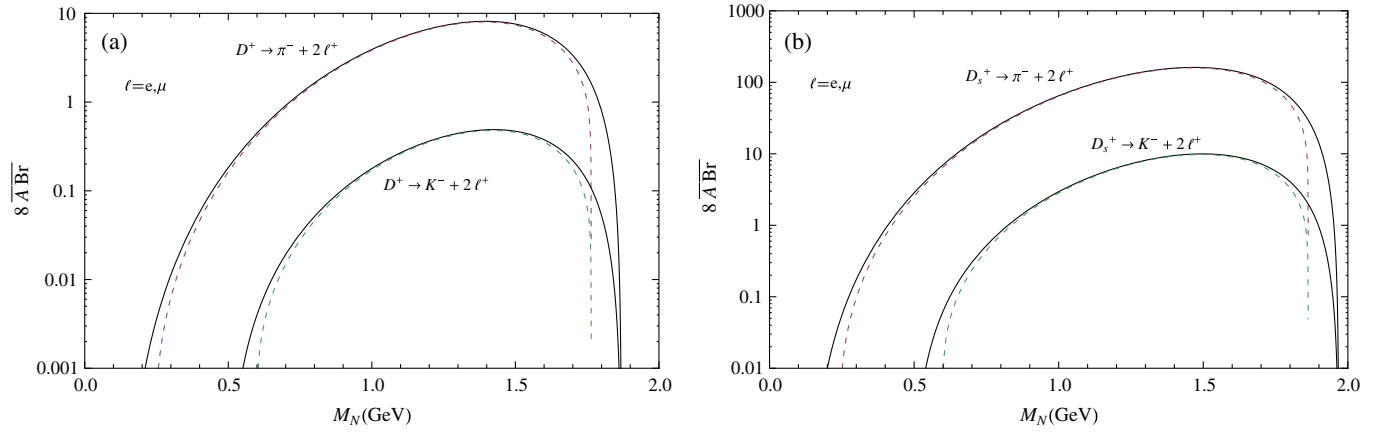 (a)
D⁺ → π⁻ + 2 ℓ⁺
ℓ=e,μ
D⁺ → K⁻ + 2 ℓ⁺
8 A̅ B̅r̅
10
1
0.1
0.01
0.001
0.0 0.5 1.0 1.5 2.0
M_N(GeV)
(b)
D_s⁺ → π⁻ + 2 ℓ⁺
ℓ=e,μ
D_s⁺ → K⁻ + 2 ℓ⁺
8 A̅ B̅r̅
1000
100
10
1
0.1
0.01
0.0 0.5 1.0 1.5 2.0
M_N(GeV)